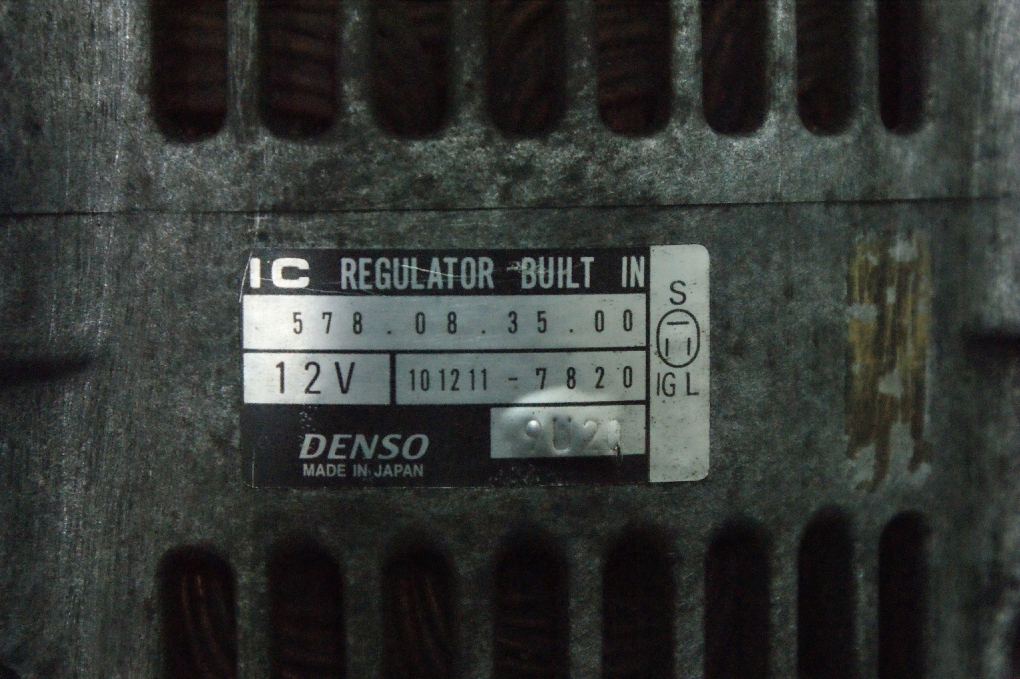 IC REGULATOR BUILT IN
578.08.35.00
12V 101211-7820
DENSO
MADE IN JAPAN
S
IG L